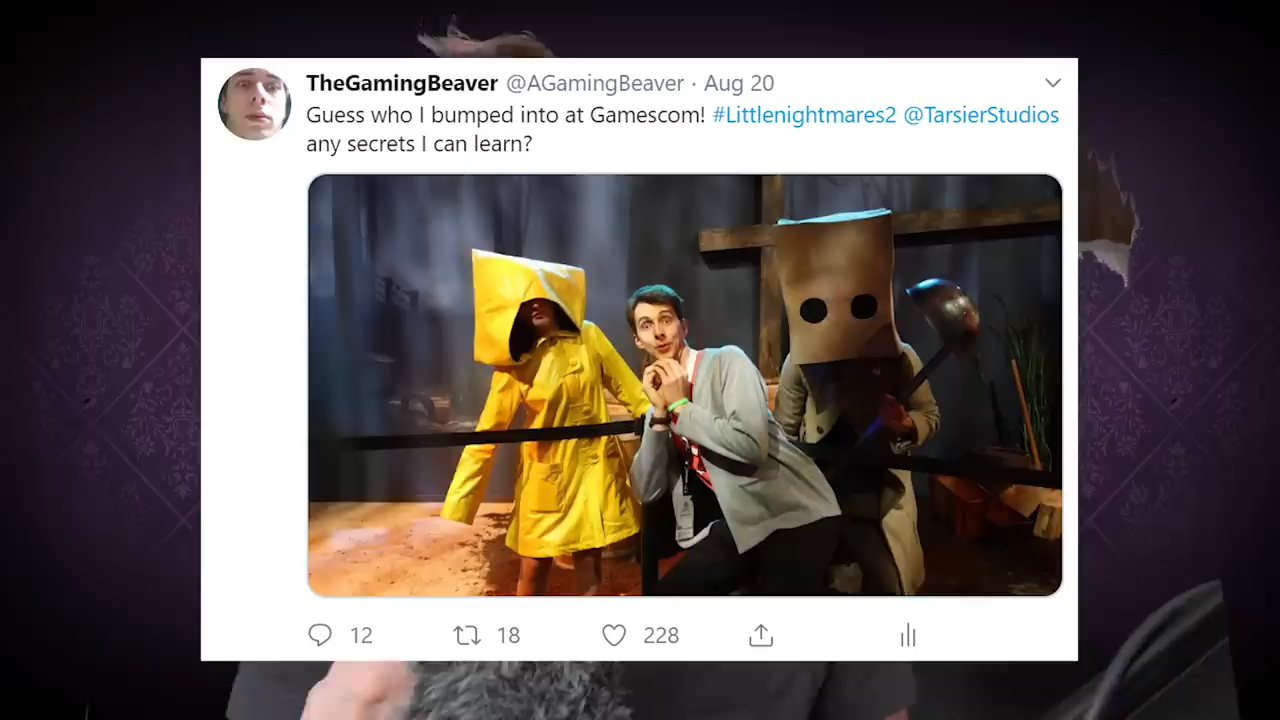 TheGamingBeaver @AGamingBeaver · Aug 20
Guess who I bumped into at Gamescom! #Littlenightmares2 @TarsierStudios
any secrets I can learn?
12 18 228